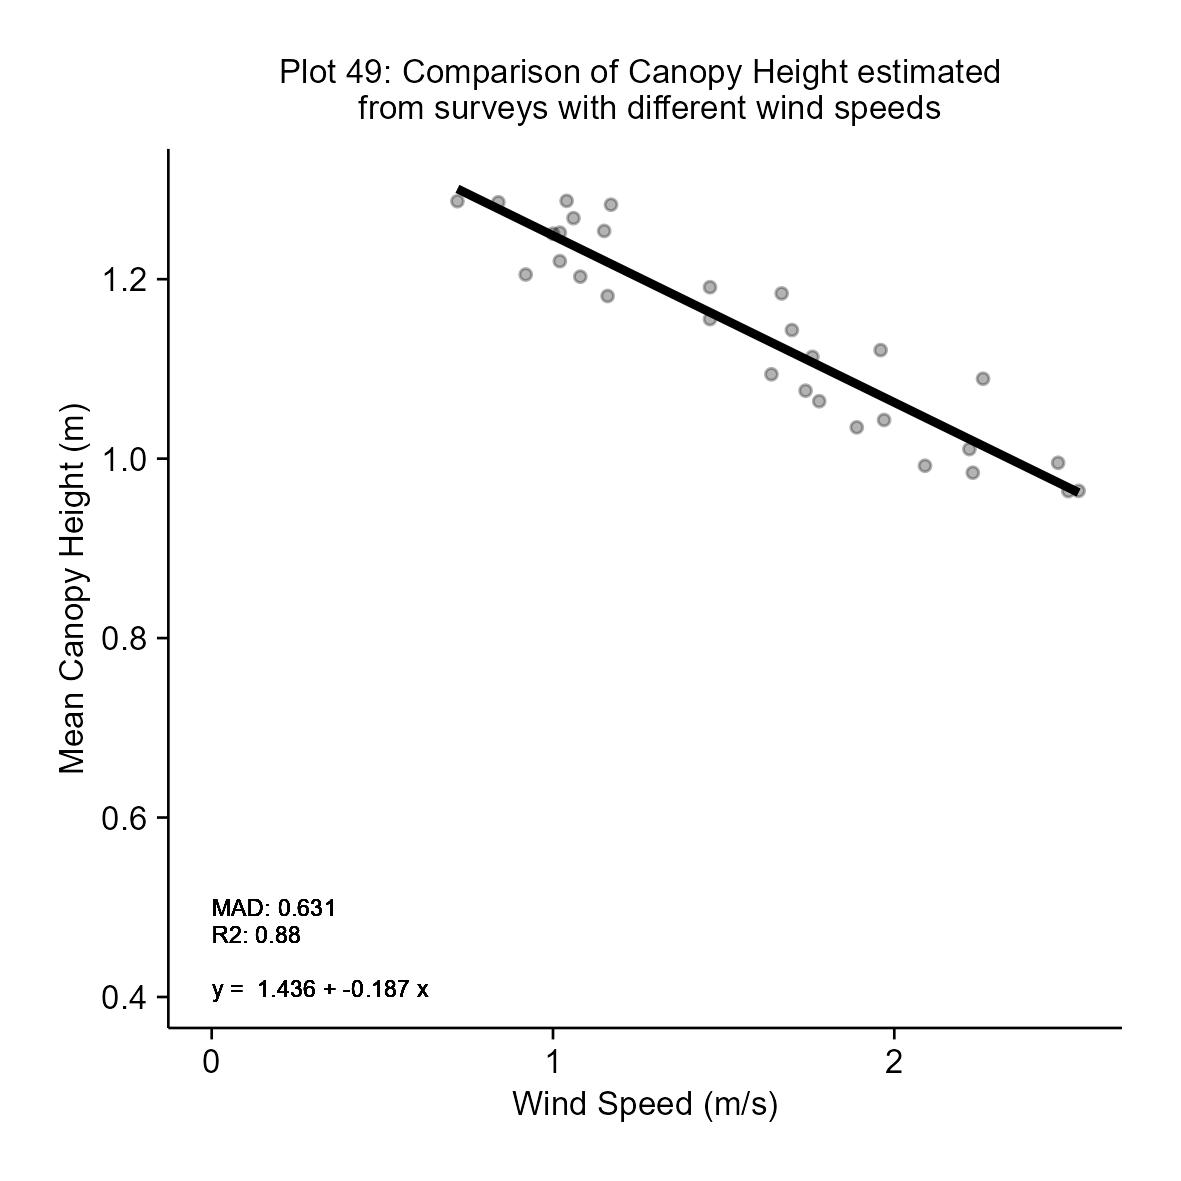 Plot 49: Comparison of Canopy Height estimated
from surveys with different wind speeds
Mean Canopy Height (m)
1.2
1.0
0.8
0.6
0.4
MAD: 0.631
R2: 0.88
y =  1.436 + -0.187 x
0
1
2
Wind Speed (m/s)